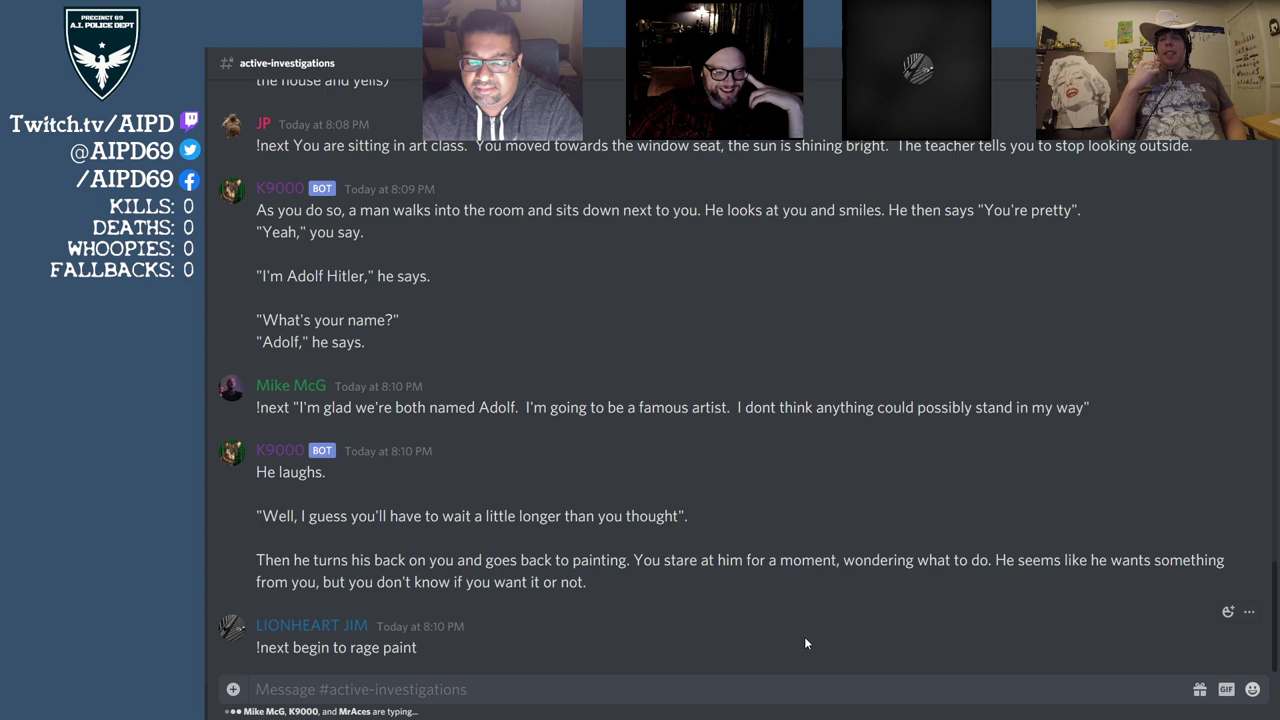 PRECINCT 69
A.I. POLICE DEPT
Twitch.tv/AIPD
@AIPD69
/AIPD69
KILLS: 0
DEATHS: 0
WHOOPIES: 0
FALLBACKS: 0
active-investigations
the house and yells)
JP Today at 8:08 PM
!next You are sitting in art class. You moved towards the window seat, the sun is shining bright. The teacher tells you to stop looking outside.
K9000 BOT Today at 8:09 PM
As you do so, a man walks into the room and sits down next to you. He looks at you and smiles. He then says "You're pretty".
"Yeah," you say.
"I'm Adolf Hitler," he says.
"What's your name?"
"Adolf," he says.
Mike McG Today at 8:10 PM
!next "I'm glad we're both named Adolf. I'm going to be a famous artist. I dont think anything could possibly stand in my way"
K9000 BOT Today at 8:10 PM
He laughs.
"Well, I guess you'll have to wait a little longer than you thought".
Then he turns his back on you and goes back to painting. You stare at him for a moment, wondering what to do. He seems like he wants something
from you, but you don't know if you want it or not.
LIONHEART JIM Today at 8:10 PM
!next begin to rage paint
Message #active-investigations
GIF
Mike McG, K9000, and MrAces are typing...